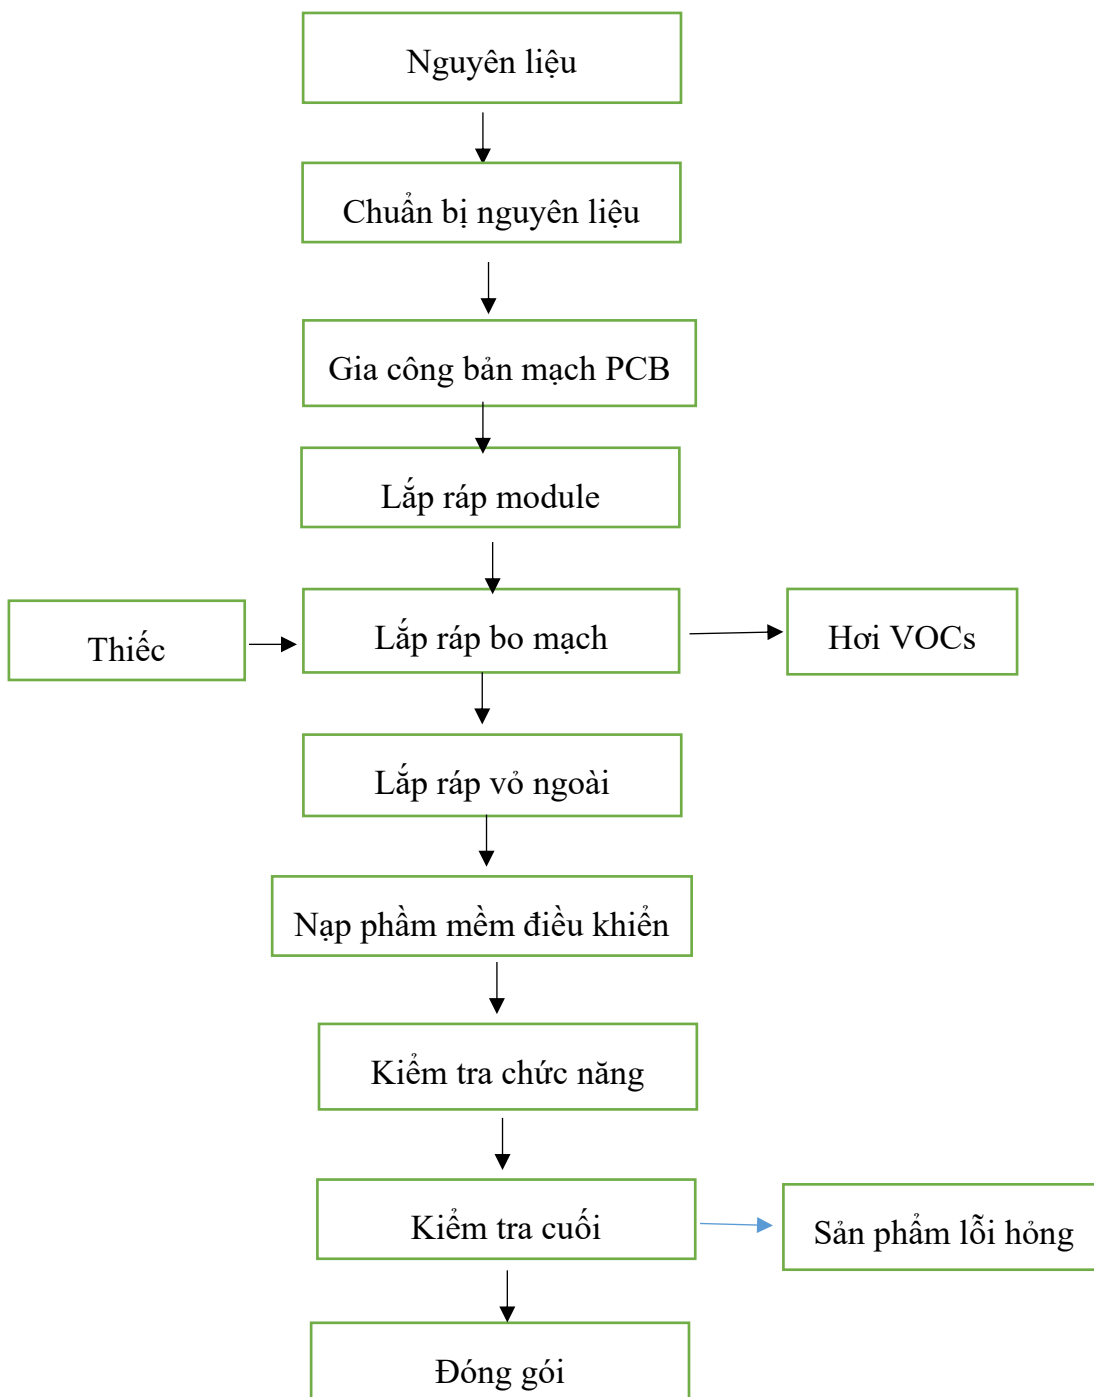 Nguyên liệu
Chuẩn bị nguyên liệu
Gia công bản mạch PCB
Lắp ráp module
Thiếc
Lắp ráp bo mạch
Hơi VOCs
Lắp ráp vỏ ngoài
Nạp phầm mềm điều khiển
Kiểm tra chức năng
Kiểm tra cuối
Sản phẩm lỗi hỏng
Đóng gói